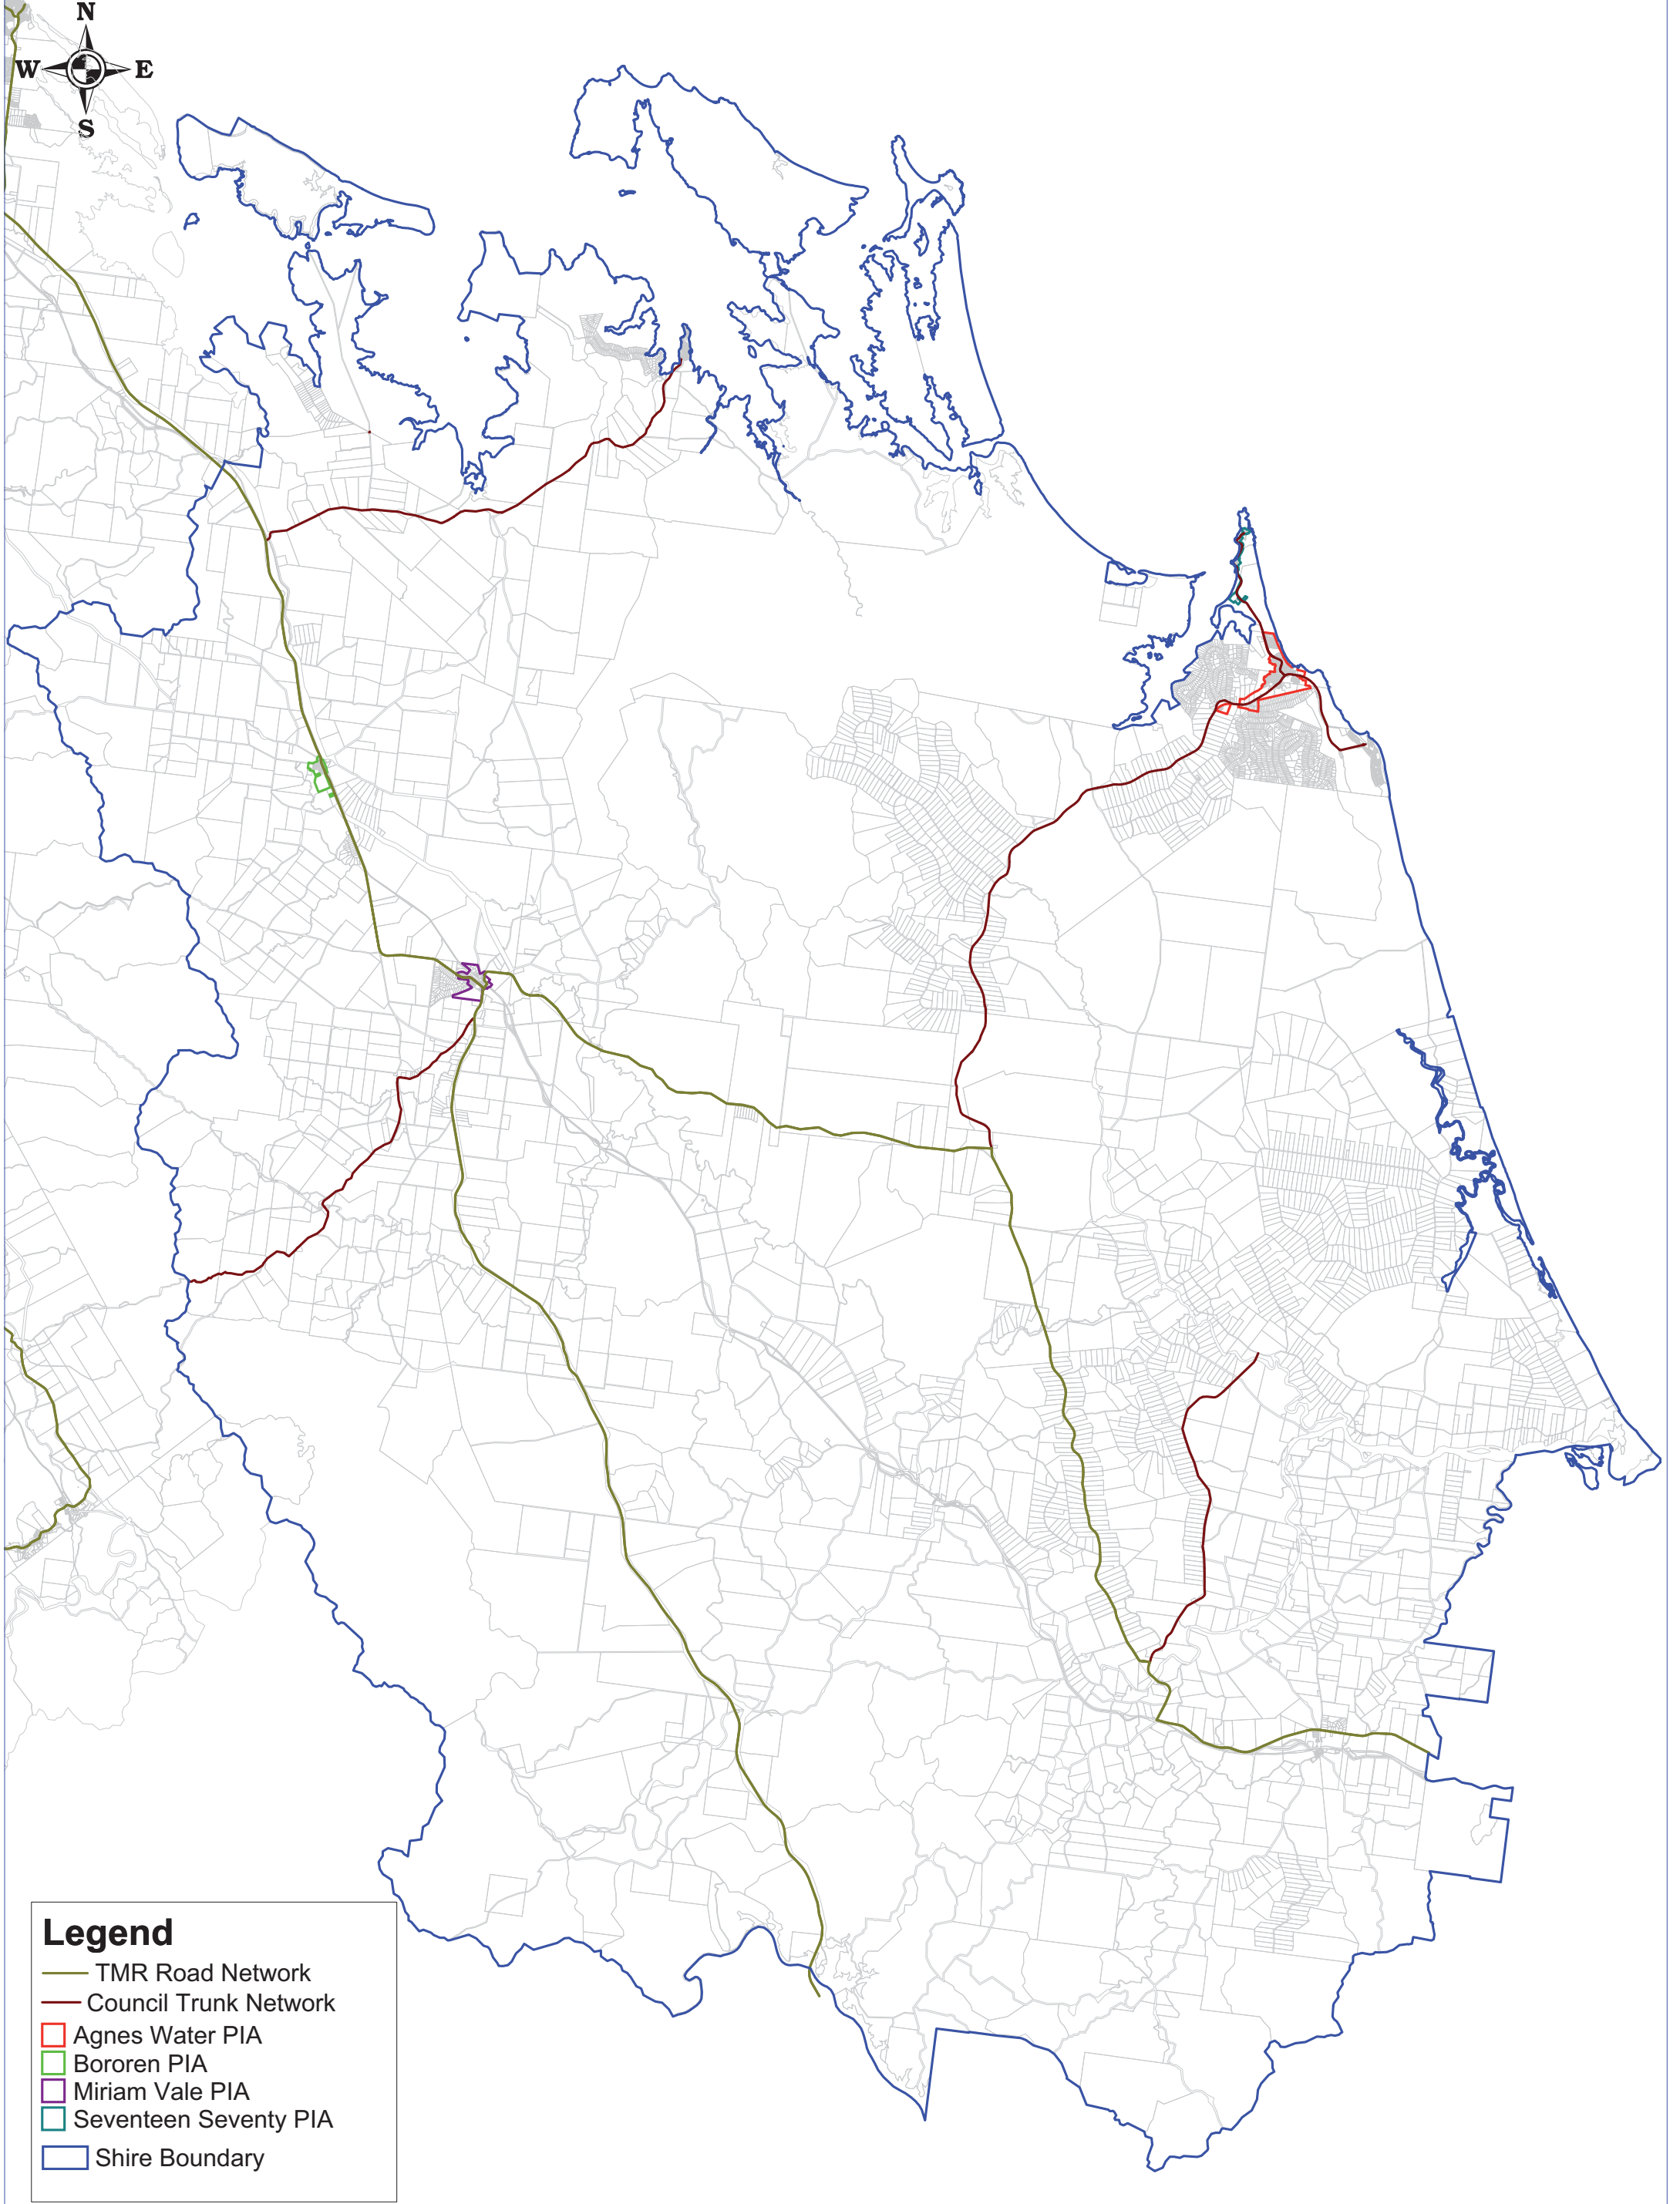 N
W E
S
Legend
TMR Road Network
Council Trunk Network
Agnes Water PIA
Bororen PIA
Miriam Vale PIA
Seventeen Seventy PIA
Shire Boundary